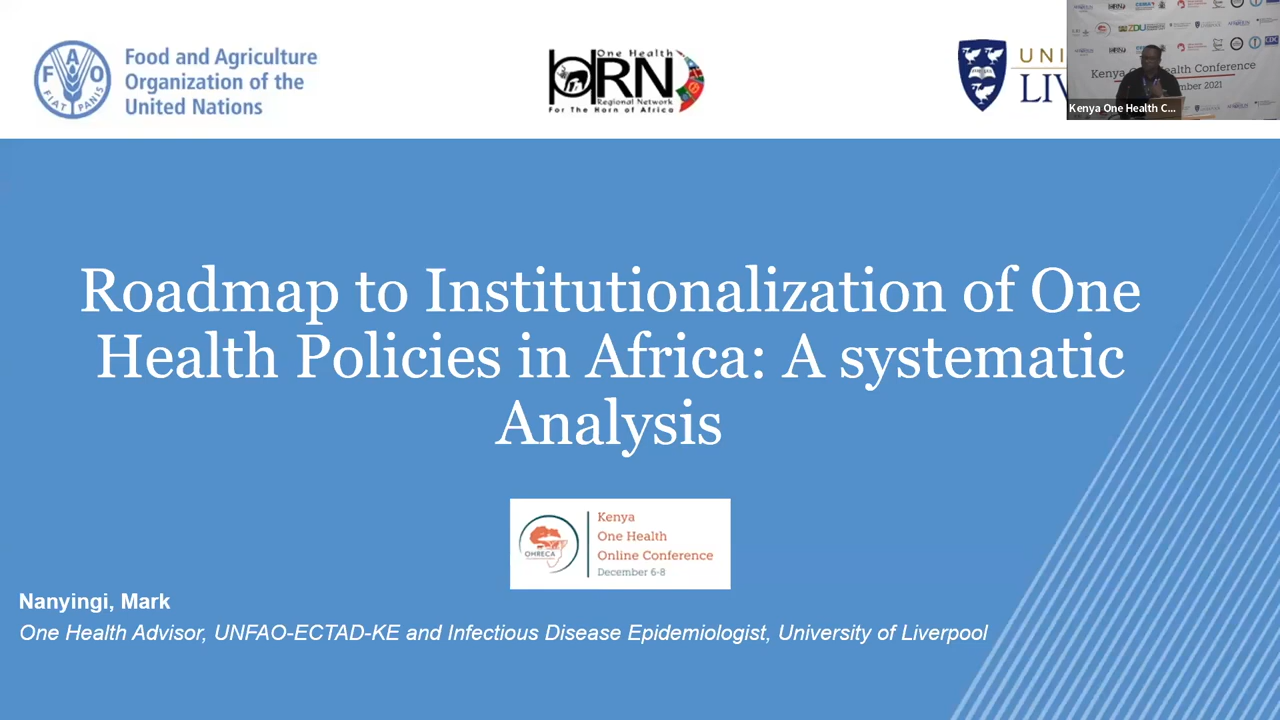 Food and Agriculture
Organization of the
United Nations
FIAT PANIS
One Health
HRN
Regional Network
For The Horn of Africa
UNI
LIV
Kenya One Health Conference
mber 2021
Kenya One Health C...
Roadmap to Institutionalization of One
Health Policies in Africa: A systematic
Analysis
OHRECA
Kenya
One Health
Online Conference
December 6-8
Nanyingi, Mark
One Health Advisor, UNFAO-ECTAD-KE and Infectious Disease Epidemiologist, University of Liverpool